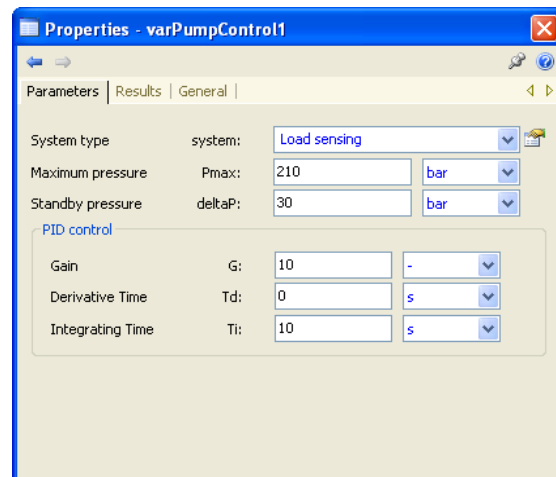 Properties - varPumpControl1
Parameters | Results | General |
System type system: Load sensing
Maximum pressure Pmax: 210 bar
Standby pressure deltaP: 30 bar
PID control
Gain G: 10 -
Derivative Time Td: 0 s
Integrating Time Ti: 10 s